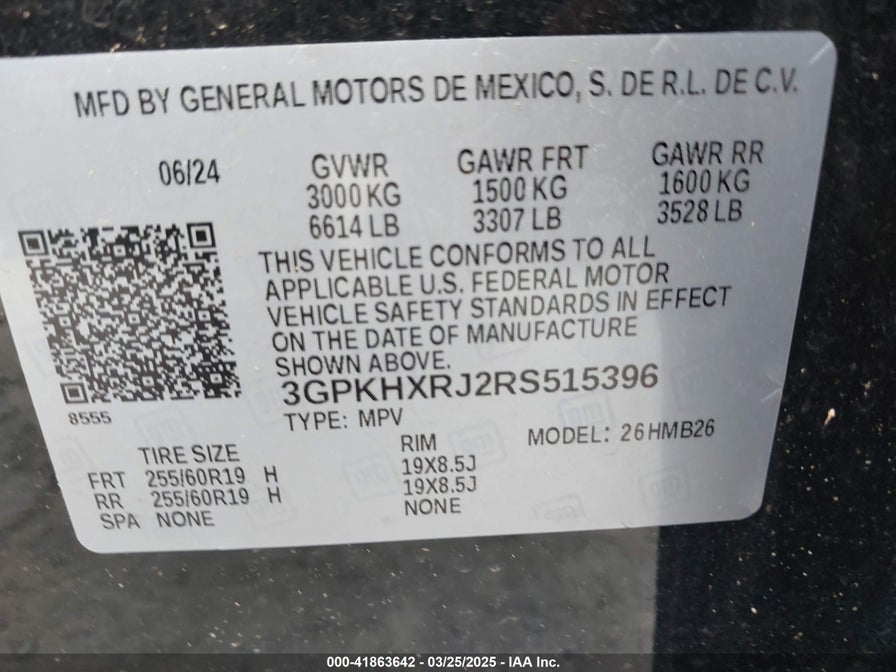 MFD BY GENERAL MOTORS DE MEXICO, S. DE R.L. DE C.V.
06/24
GVWR
3000 KG
6614 LB
GAWR FRT
1500 KG
3307 LB
GAWR RR
1600 KG
3528 LB
THIS VEHICLE CONFORMS TO ALL
APPLICABLE U.S. FEDERAL MOTOR
VEHICLE SAFETY STANDARDS IN EFFECT
ON THE DATE OF MANUFACTURE
SHOWN ABOVE.
3GPKHXRJ2RS515396
8555
TYPE: MPV
MODEL: 26HMB26
TIRE SIZE
RIM
FRT 255/60R19 H 19X8.5J
RR 255/60R19 H 19X8.5J
SPA NONE NONE
000-41863642 - 03/25/2025 - IAA Inc.